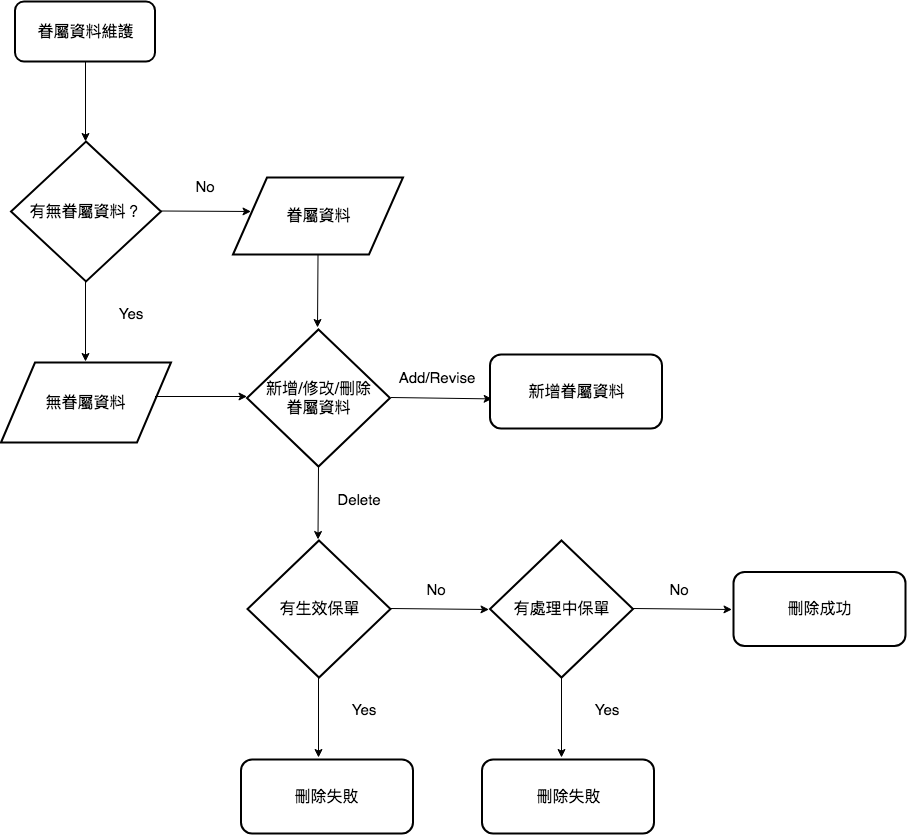 眷屬資料維護
有無眷屬資料？
No
眷屬資料
Yes
無眷屬資料
新增/修改/刪除
眷屬資料
Add/Revise
新增眷屬資料
Delete
有生效保單
No
有處理中保單
No
刪除成功
Yes
Yes
刪除失敗
刪除失敗